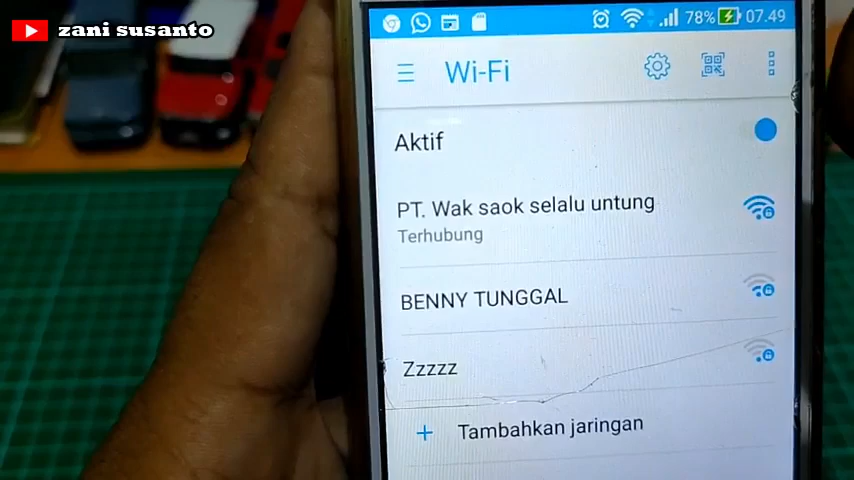 zani susanto
78% 07.49
Wi-Fi
Aktif
PT. Wak saok selalu untung
Terhubung
BENNY TUNGGAL
Zzzzz
+ Tambahkan jaringan